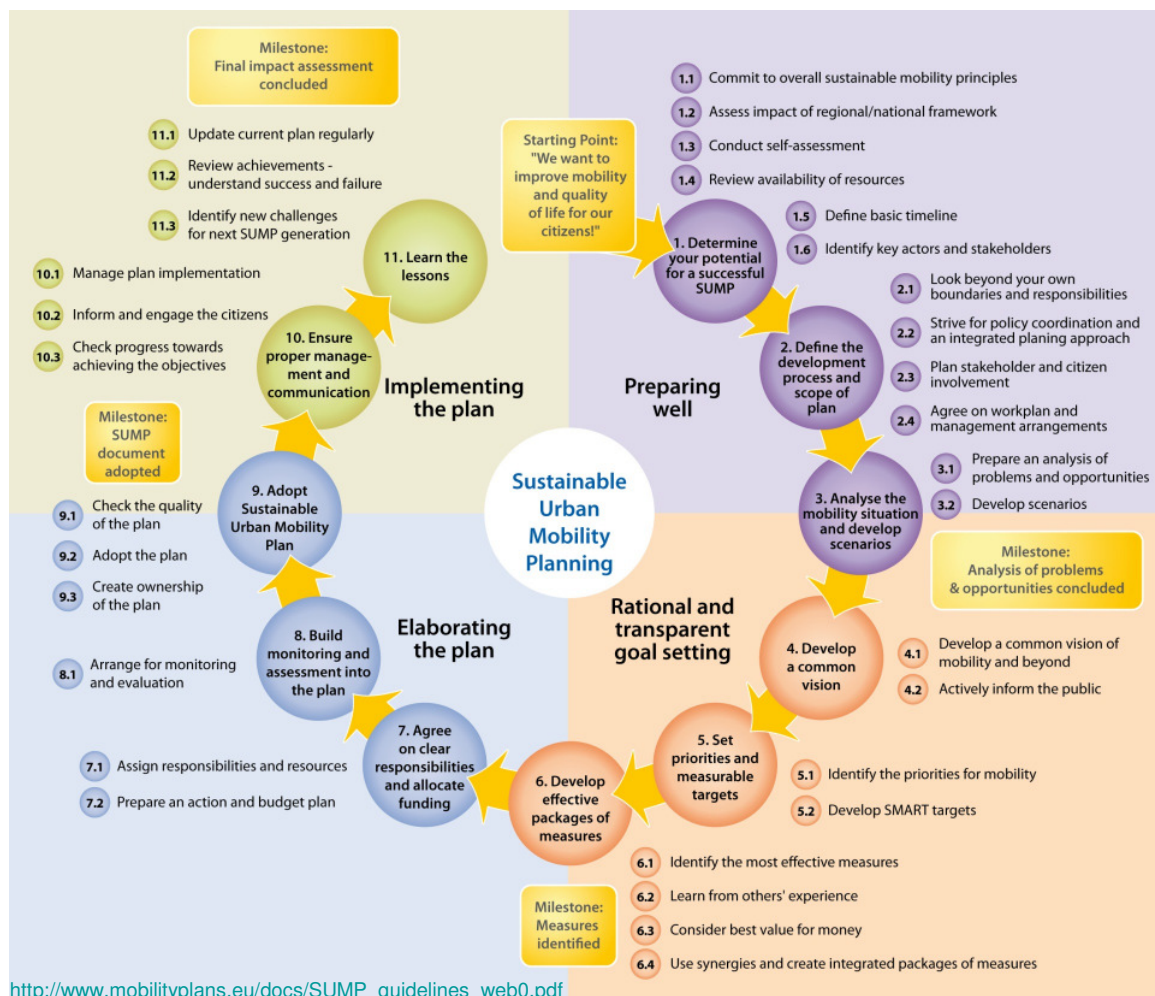 Milestone:
Final impact assessment
concluded
11.1 Update current plan regularly
11.2 Review achievements -
understand success and failure
11.3 Identify new challenges
for next SUMP generation
11. Learn the
lessons
10.1 Manage plan implementation
10.2 Inform and engage the citizens
10.3 Check progress towards
achieving the objectives
10. Ensure
proper manage-
ment and
communication
Implementing
the plan
Starting Point:
"We want to
improve mobility
and quality
of life for our
citizens!"
1.1 Commit to overall sustainable mobility principles
1.2 Assess impact of regional/national framework
1.3 Conduct self-assessment
1.4 Review availability of resources
1.5 Define basic timeline
1.6 Identify key actors and stakeholders
1. Determine
your potential
for a successful
SUMP
2.1 Look beyond your own
boundaries and responsibilities
2.2 Strive for policy coordination and
an integrated planing approach
2.3 Plan stakeholder and citizen
involvement
2.4 Agree on workplan and
management arrangements
2. Define the
development
process and
scope of
plan
Preparing
well
3.1 Prepare an analysis of
problems and opportunities
3.2 Develop scenarios
3. Analyse the
mobility situation
and develop
scenarios
Milestone:
Analysis of problems
& opportunities concluded
Sustainable
Urban
Mobility
Planning
Rational and
transparent
goal setting
4. Develop
a common
vision
4.1 Develop a common vision of
mobility and beyond
4.2 Actively inform the public
5. Set
priorities and
measurable
targets
5.1 Identify the priorities for mobility
5.2 Develop SMART targets
6. Develop
effective
packages of
measures
6.1 Identify the most effective measures
6.2 Learn from others' experience
6.3 Consider best value for money
6.4 Use synergies and create integrated packages of measures
Milestone:
Measures
identified
Elaborating
the plan
7. Agree
on clear
responsibilities
and allocate
funding
7.1 Assign responsibilities and resources
7.2 Prepare an action and budget plan
8. Build
monitoring and
assessment into
the plan
8.1 Arrange for monitoring
and evaluation
9. Adopt
Sustainable
Urban Mobility
Plan
9.1 Check the quality
of the plan
9.2 Adopt the plan
9.3 Create ownership
of the plan
Milestone:
SUMP
document
adopted
http://www.mobilityplans.eu/docs/SUMP_guidelines_web0.pdf